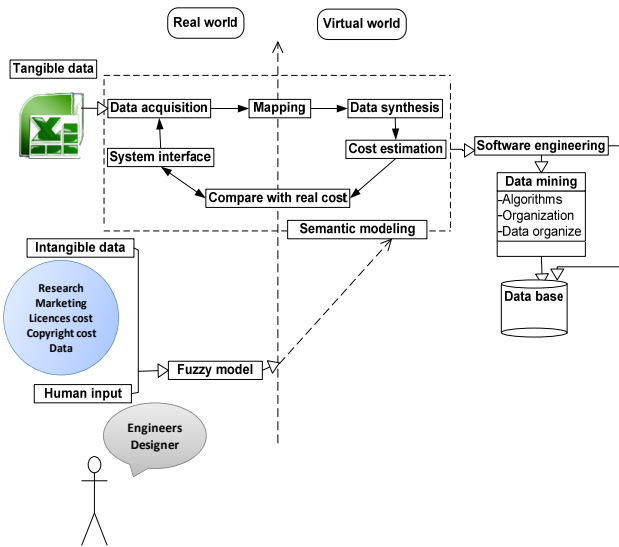 Real world
Virtual world
Tangible data
Data acquisition
Mapping
Data synthesis
System interface
Cost estimation
Compare with real cost
Semantic modeling
Software engineering
Data mining
-Algorithms
-Organization
-Data organize
Data base
Intangible data
Research
Marketing
Licences cost
Copyright cost
Data
Fuzzy model
Human input
Engineers
Designer
X